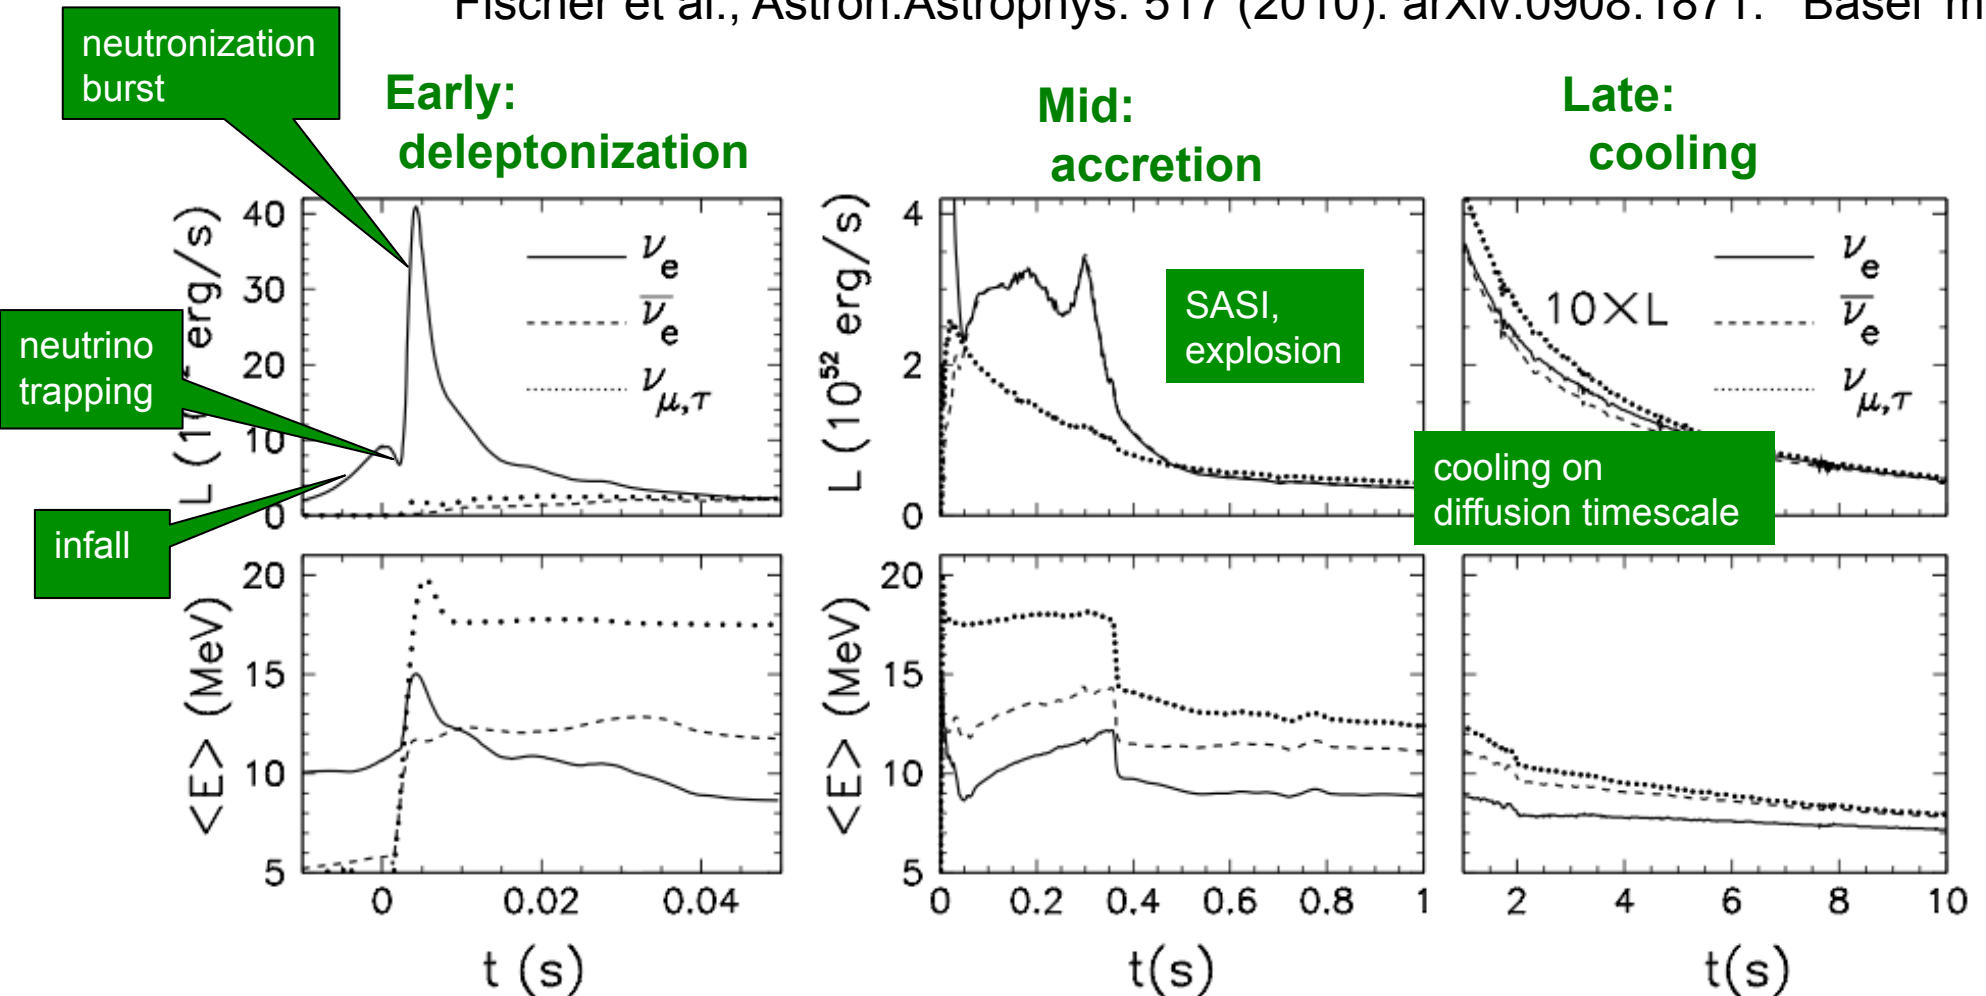 Fischer et al., Astron.Astrophys. 517 (2010). arXiv:0908.1871: "Basel" m
neutronization
burst
Early:
deleptonization
Mid:
accretion
Late:
cooling
40
30
20
10
0
erg/s)
L (1
νe
ν̅e
νμ,τ
neutrino
trapping
infall
L (10⁵² erg/s)
4
2
0
SASI,
explosion
10×L
νe
ν̅e
νμ,τ
cooling on
diffusion timescale
<E> (MeV)
20
15
10
5
0
0.02
0.04
t (s)
<E> (MeV)
20
15
10
5
0
0.2
0.4
0.6
0.8
1
t(s)
2
4
6
8
10
t(s)